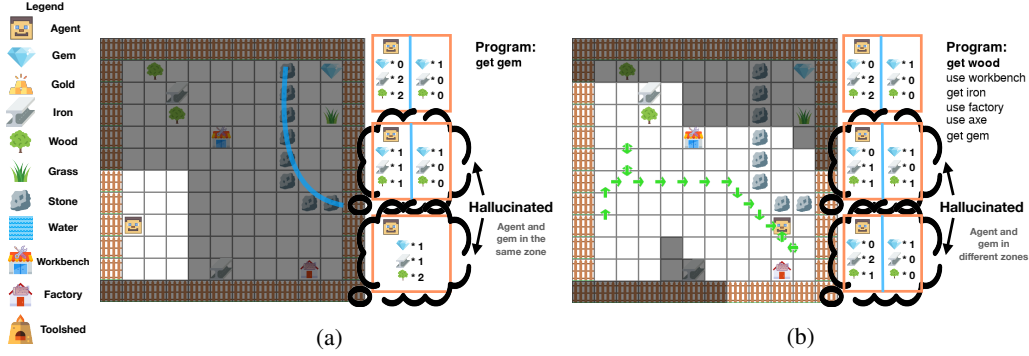 Legend
Agent
Gem
Gold
Iron
Wood
Grass
Stone
Water
Workbench
Factory
Toolshed
* 0
* 2
* 2
* 1
* 0
* 0
Program:
get gem
* 1
* 1
* 1
* 0
* 0
* 0
Hallucinated
Agent and
gem in the
same zone
* 1
* 1
* 2
(a)
* 0
* 2
* 2
* 1
* 0
* 0
Program:
get wood
use workbench
get iron
use factory
use axe
get gem
* 1
* 1
* 1
* 0
* 0
* 0
Hallucinated
Agent and
gem in
different zones
* 0
* 2
* 1
* 1
* 0
* 0
(b)